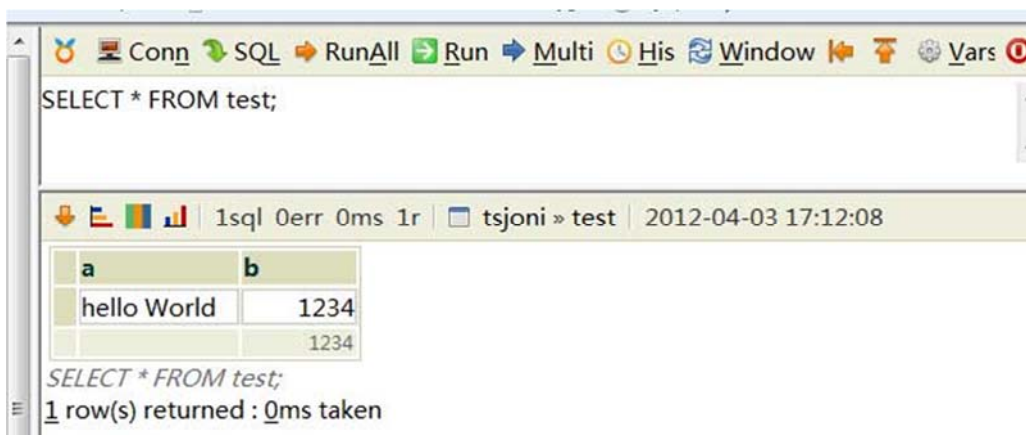 Conn SQL RunAll Run Multi His Window Vars
SELECT * FROM test;
1sql 0err 0ms 1r tsjoni » test 2012-04-03 17:12:08
a b
hello World 1234
1234
SELECT * FROM test;
1 row(s) returned : 0ms taken